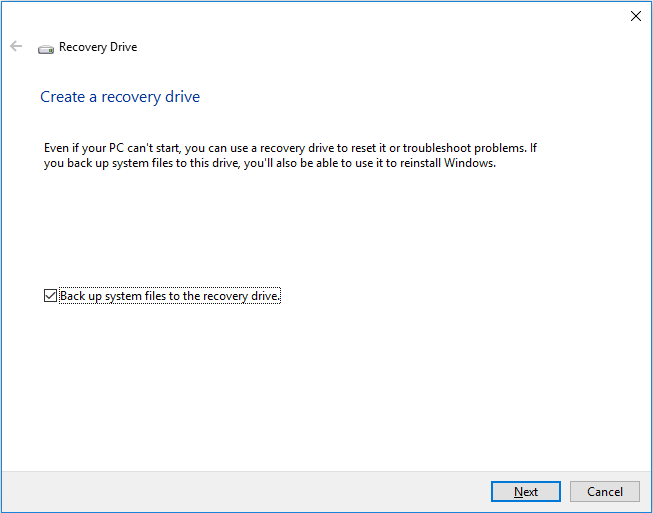 Recovery Drive
Create a recovery drive
Even if your PC can't start, you can use a recovery drive to reset it or troubleshoot problems. If
you back up system files to this drive, you'll also be able to use it to reinstall Windows.
Back up system files to the recovery drive.
Next
Cancel